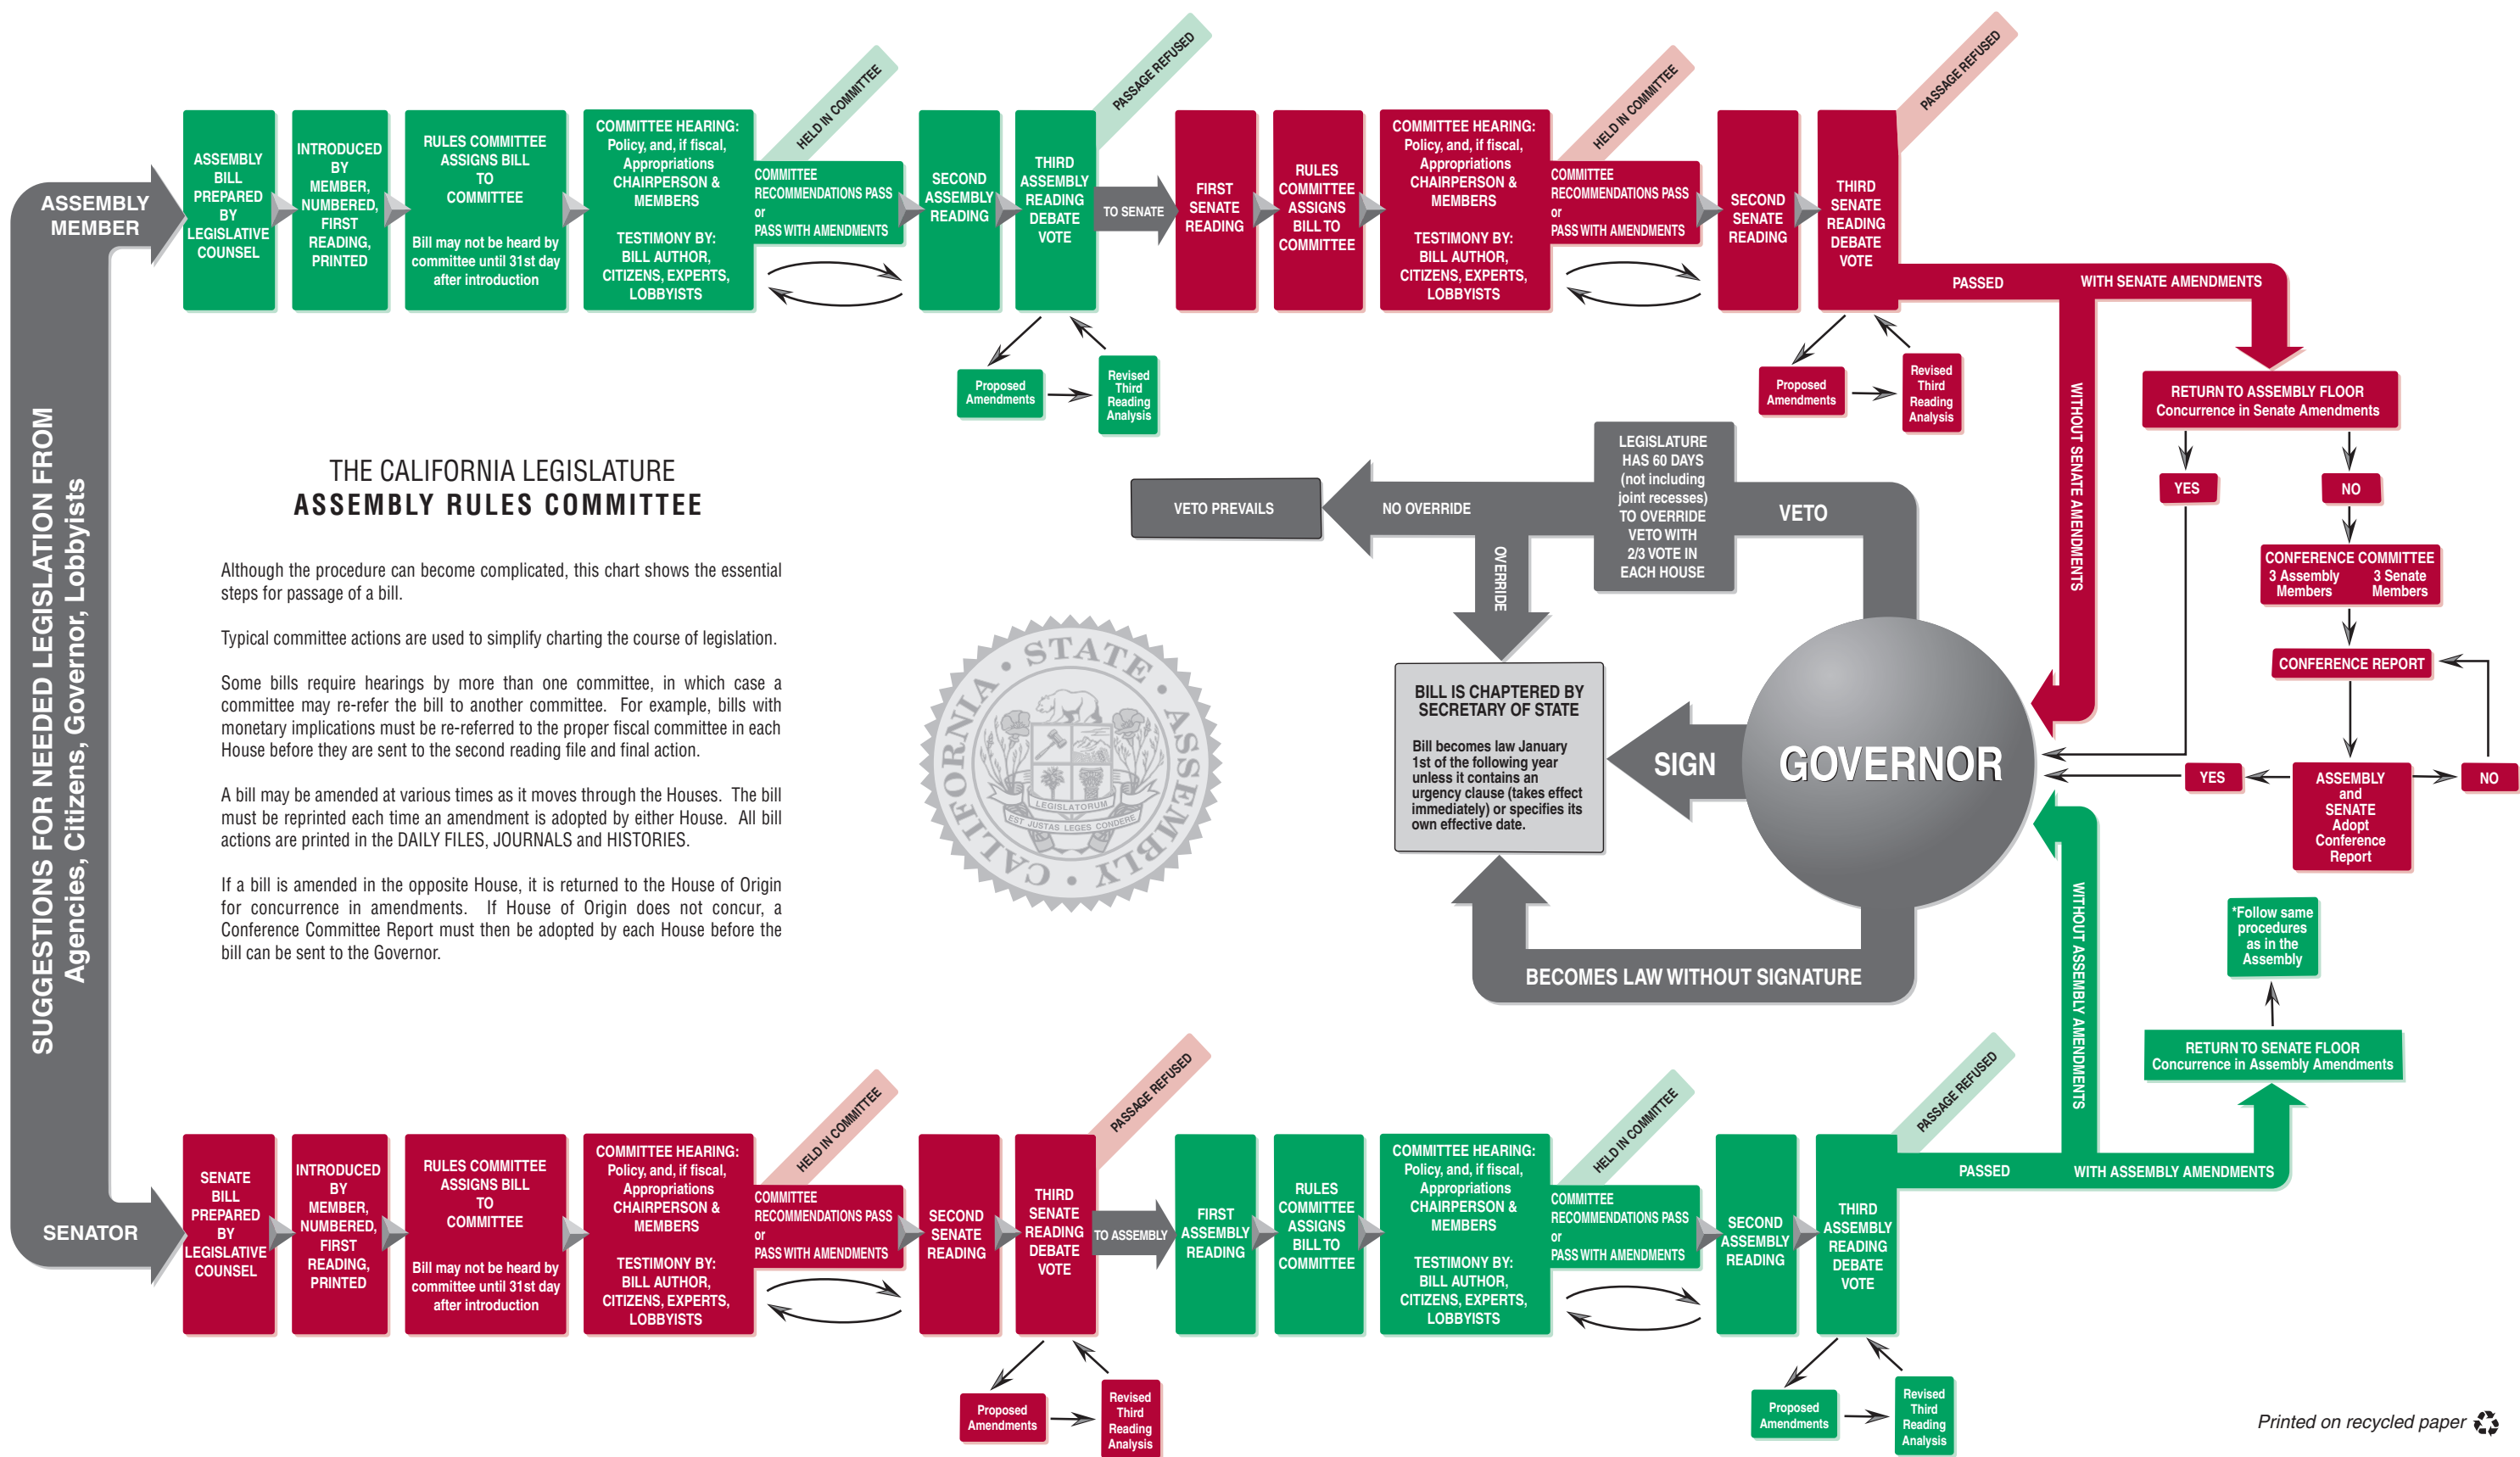 SUGGESTIONS FOR NEEDED LEGISLATION FROM
Agencies, Citizens, Governor, Lobbyists
ASSEMBLY
MEMBER
ASSEMBLY
BILL
PREPARED
BY
LEGISLATIVE
COUNSEL
INTRODUCED
BY
MEMBER,
NUMBERED,
FIRST
READING,
PRINTED
RULES COMMITTEE
ASSIGNS BILL
TO
COMMITTEE
Bill may not be heard by
committee until 31st day
after introduction
COMMITTEE HEARING:
Policy, and, if fiscal,
Appropriations
CHAIRPERSON &
MEMBERS
TESTIMONY BY:
BILL AUTHOR,
CITIZENS, EXPERTS,
LOBBYISTS
HELD IN COMMITTEE
COMMITTEE
RECOMMENDATIONS PASS
or
PASS WITH AMENDMENTS
SECOND
ASSEMBLY
READING
PASSAGE REFUSED
THIRD
ASSEMBLY
READING
DEBATE
VOTE
Proposed
Amendments
Revised
Third
Reading
Analysis
TO SENATE
FIRST
SENATE
READING
RULES
COMMITTEE
ASSIGNS
BILL TO
COMMITTEE
COMMITTEE HEARING:
Policy, and, if fiscal,
Appropriations
CHAIRPERSON &
MEMBERS
TESTIMONY BY:
BILL AUTHOR,
CITIZENS, EXPERTS,
LOBBYISTS
HELD IN COMMITTEE
COMMITTEE
RECOMMENDATIONS PASS
or
PASS WITH AMENDMENTS
SECOND
SENATE
READING
PASSAGE REFUSED
THIRD
SENATE
READING
DEBATE
VOTE
Proposed
Amendments
Revised
Third
Reading
Analysis
PASSED
WITH SENATE AMENDMENTS
WITHOUT SENATE AMENDMENTS
RETURN TO ASSEMBLY FLOOR
Concurrence in Senate Amendments
YES
NO
CONFERENCE COMMITTEE
3 Assembly
Members
3 Senate
Members
CONFERENCE REPORT
ASSEMBLY
and
SENATE
Adopt
Conference
Report
YES
NO
THE CALIFORNIA LEGISLATURE
ASSEMBLY RULES COMMITTEE
Although the procedure can become complicated, this chart shows the essential
steps for passage of a bill.
Typical committee actions are used to simplify charting the course of legislation.
Some bills require hearings by more than one committee, in which case a
committee may re-refer the bill to another committee. For example, bills with
monetary implications must be re-referred to the proper fiscal committee in each
House before they are sent to the second reading file and final action.
A bill may be amended at various times as it moves through the Houses. The bill
must be reprinted each time an amendment is adopted by either House. All bill
actions are printed in the DAILY FILES, JOURNALS and HISTORIES.
If a bill is amended in the opposite House, it is returned to the House of Origin
for concurrence in amendments. If House of Origin does not concur, a
Conference Committee Report must then be adopted by each House before the
bill can be sent to the Governor.
CALIFORNIA • STATE • ASSEMBLY •
LEGISLATORUM
EST JUSTAS LEGES CONDERE
VETO PREVAILS
NO OVERRIDE
OVERRIDE
LEGISLATURE
HAS 60 DAYS
(not including
joint recesses)
TO OVERRIDE
VETO WITH
2/3 VOTE IN
EACH HOUSE
VETO
GOVERNOR
SIGN
BILL IS CHAPTERED BY
SECRETARY OF STATE
Bill becomes law January
1st of the following year
unless it contains an
urgency clause (takes effect
immediately) or specifies its
own effective date.
BECOMES LAW WITHOUT SIGNATURE
SENATOR
SENATE
BILL
PREPARED
BY
LEGISLATIVE
COUNSEL
INTRODUCED
BY
MEMBER,
NUMBERED,
FIRST
READING,
PRINTED
RULES COMMITTEE
ASSIGNS BILL
TO
COMMITTEE
Bill may not be heard by
committee until 31st day
after introduction
COMMITTEE HEARING:
Policy, and, if fiscal,
Appropriations
CHAIRPERSON &
MEMBERS
TESTIMONY BY:
BILL AUTHOR,
CITIZENS, EXPERTS,
LOBBYISTS
HELD IN COMMITTEE
COMMITTEE
RECOMMENDATIONS PASS
or
PASS WITH AMENDMENTS
SECOND
SENATE
READING
PASSAGE REFUSED
THIRD
SENATE
READING
DEBATE
VOTE
Proposed
Amendments
Revised
Third
Reading
Analysis
TO ASSEMBLY
FIRST
ASSEMBLY
READING
RULES
COMMITTEE
ASSIGNS
BILL TO
COMMITTEE
COMMITTEE HEARING:
Policy, and, if fiscal,
Appropriations
CHAIRPERSON &
MEMBERS
TESTIMONY BY:
BILL AUTHOR,
CITIZENS, EXPERTS,
LOBBYISTS
HELD IN COMMITTEE
COMMITTEE
RECOMMENDATIONS PASS
or
PASS WITH AMENDMENTS
SECOND
ASSEMBLY
READING
PASSAGE REFUSED
THIRD
ASSEMBLY
READING
DEBATE
VOTE
Proposed
Amendments
Revised
Third
Reading
Analysis
PASSED
WITH ASSEMBLY AMENDMENTS
WITHOUT ASSEMBLY AMENDMENTS
RETURN TO SENATE FLOOR
Concurrence in Assembly Amendments
*Follow same
procedures
as in the
Assembly
Printed on recycled paper